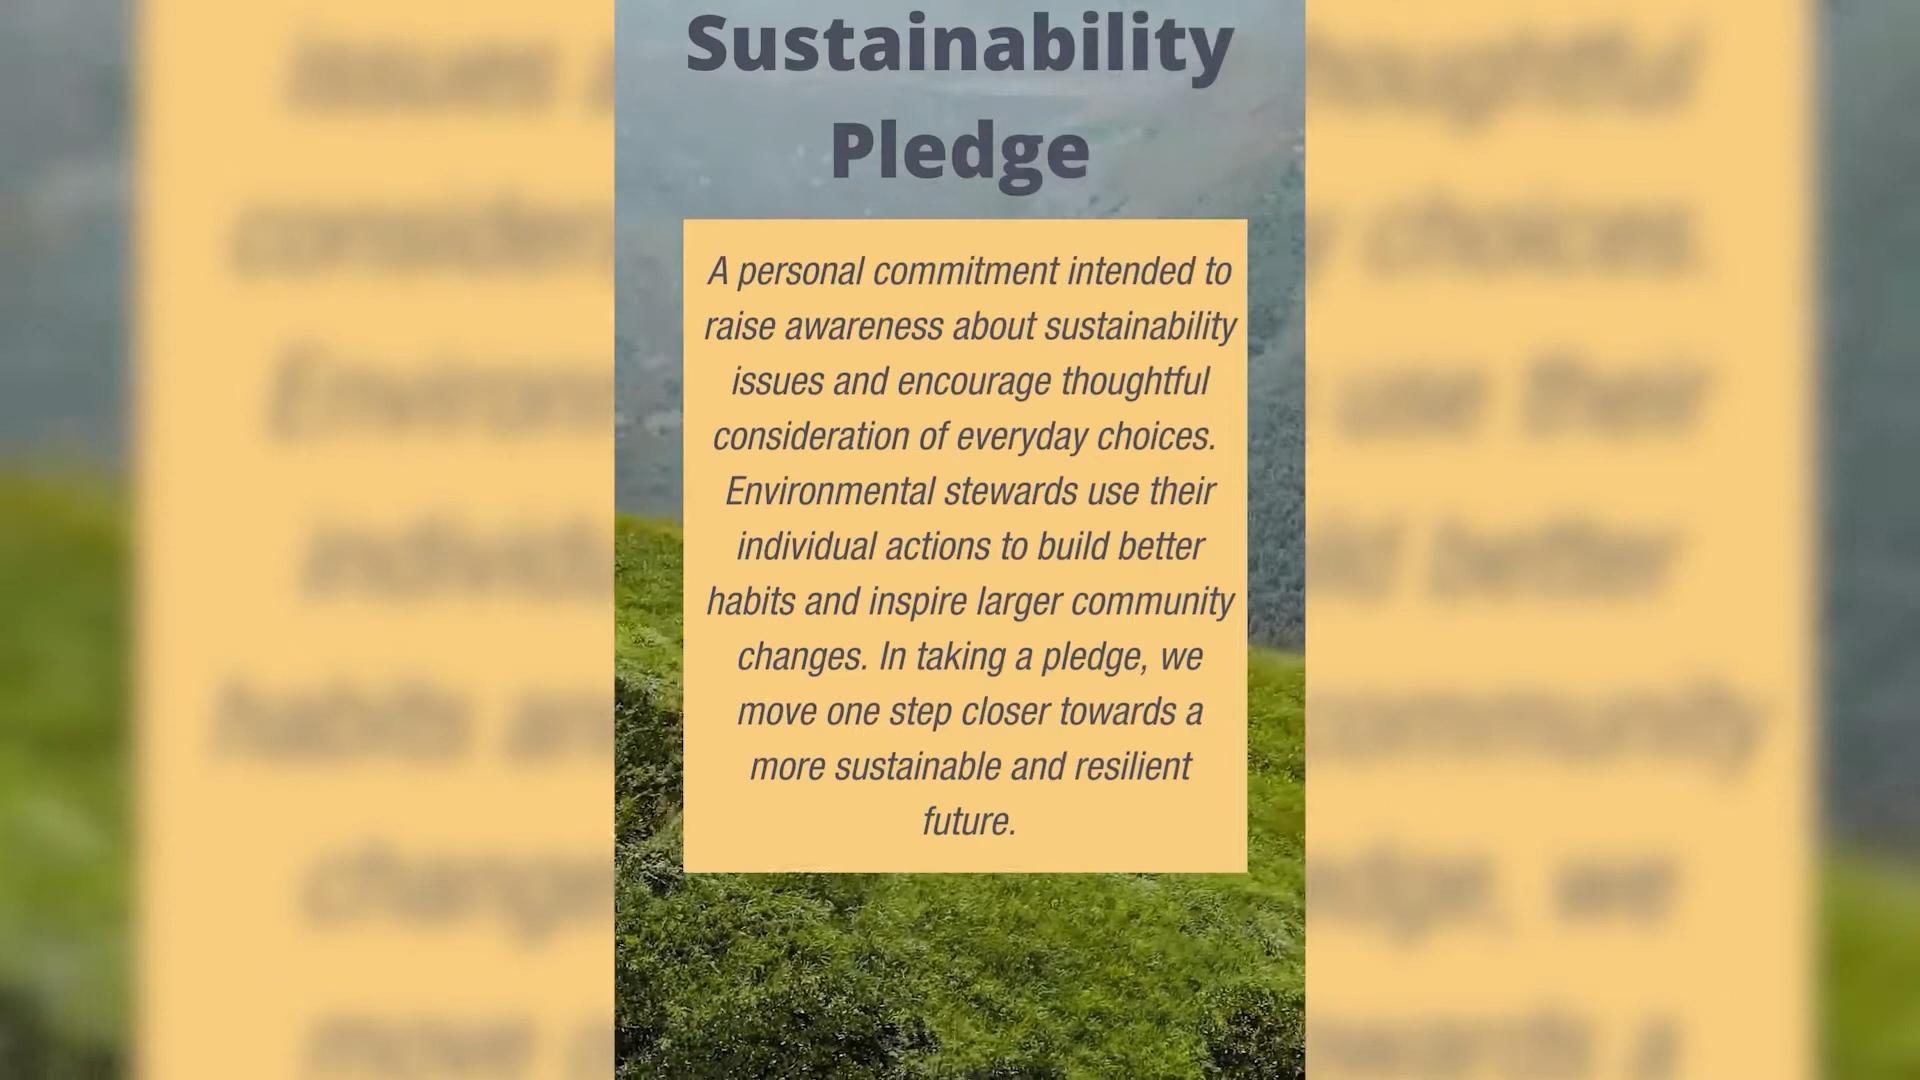 Sustainability
Pledge
A personal commitment intended to
raise awareness about sustainability
issues and encourage thoughtful
consideration of everyday choices.
Environmental stewards use their
individual actions to build better
habits and inspire larger community
changes. In taking a pledge, we
move one step closer towards a
more sustainable and resilient
future.